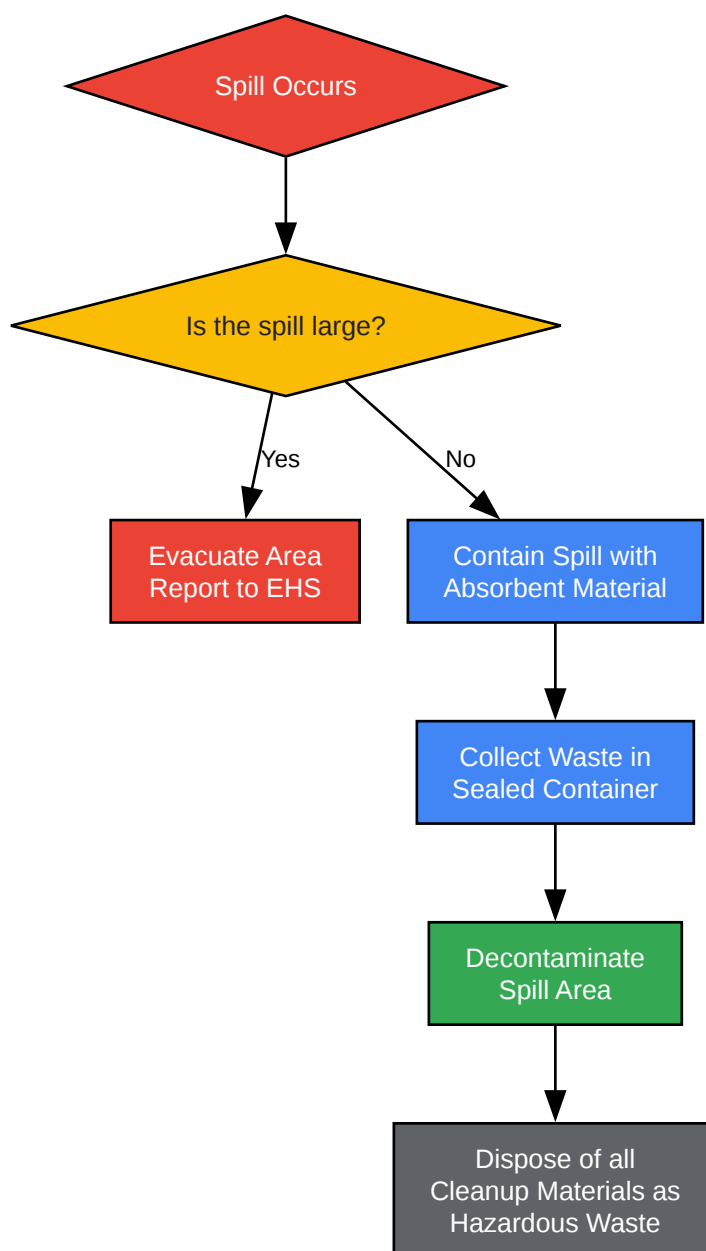 Spill Occurs
Is the spill large?
Yes
No
Evacuate Area
Report to EHS
Contain Spill with
Absorbent Material
Collect Waste in
Sealed Container
Decontaminate
Spill Area
Dispose of all
Cleanup Materials as
Hazardous Waste